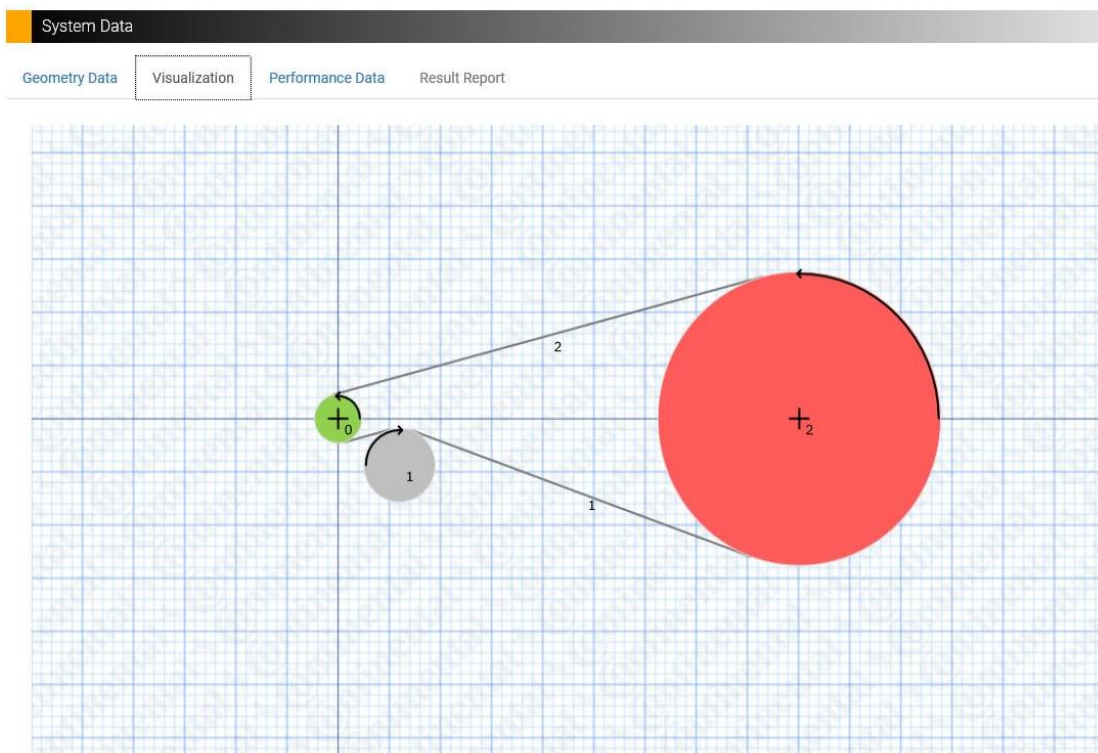 System Data
Geometry Data Visualization Performance Data Result Report
2
0
2
1
1